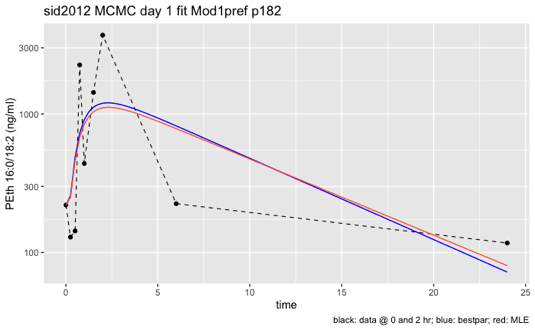 sid2012 MCMC day 1 fit Mod1pref p182
PEth 16:0/18:2 (ng/ml)
3000
1000
300
100
0
5
10
15
20
25
time
black: data @ 0 and 2 hr; blue: bestpar; red: MLE